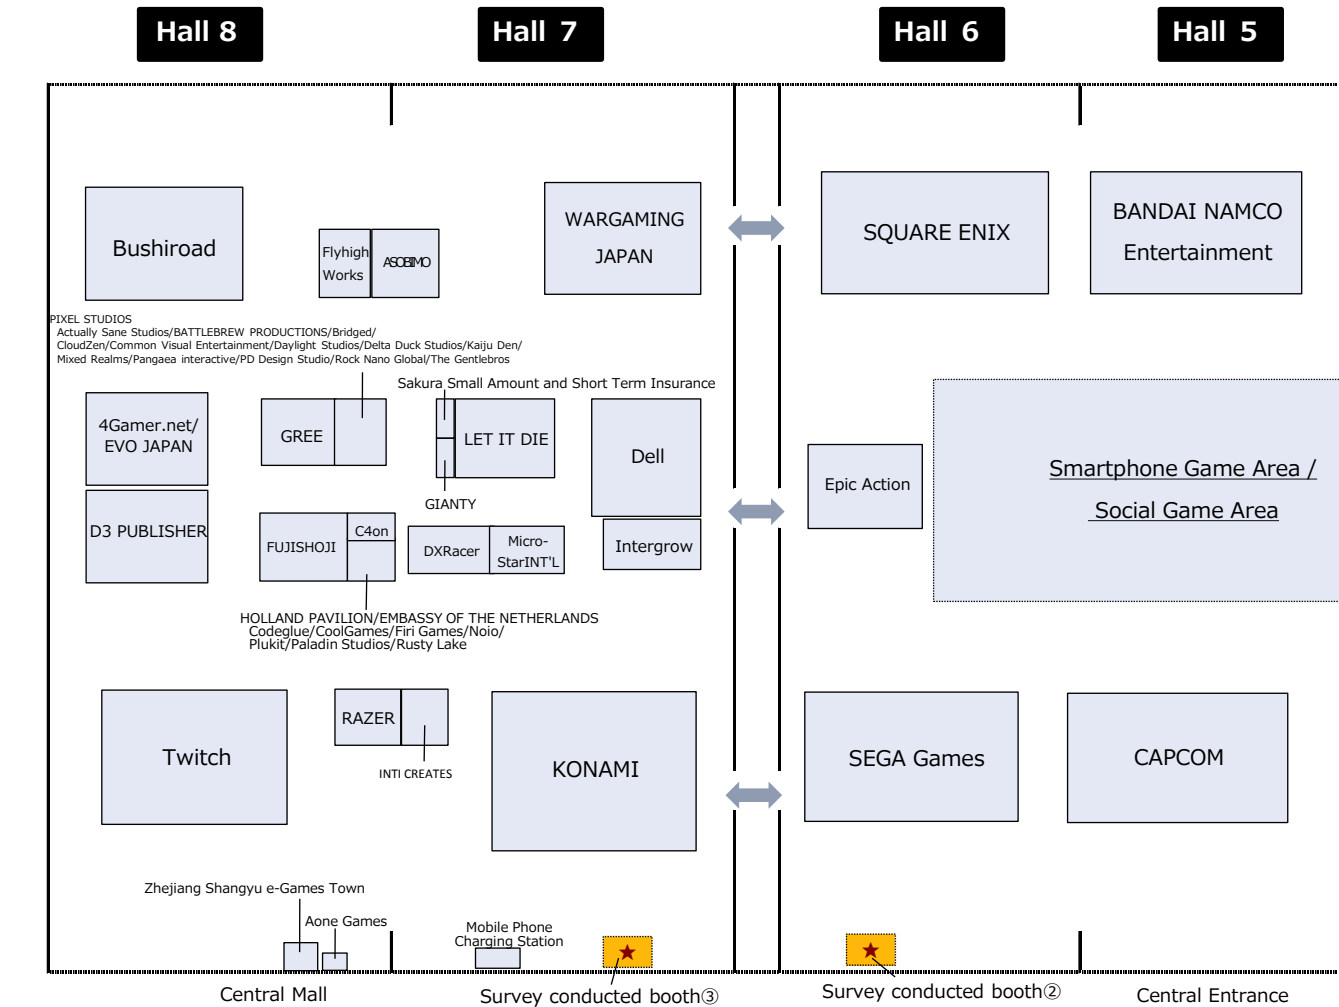 Hall 8
Hall 7
Hall 6
Hall 5
Bushiroad
Flyhigh
Works
ASOBIMO
WARGAMING
JAPAN
SQUARE ENIX
BANDAI NAMCO
Entertainment
PIXEL STUDIOS
Actually Sane Studios/BATTLEBREW PRODUCTIONS/Bridged/
CloudZen/Common Visual Entertainment/Daylight Studios/Delta Duck Studios/Kaiju Den/
Mixed Realms/Pangaea interactive/PD Design Studio/Rock Nano Global/The Gentlebros
Sakura Small Amount and Short Term Insurance
4Gamer.net/
EVO JAPAN
GREE
LET IT DIE
Dell
GIANTY
Epic Action
Smartphone Game Area /
Social Game Area
D3 PUBLISHER
FUJISHOJI
C4on
DXRacer
Micro-
StarINT'L
Intergrow
HOLLAND PAVILION/EMBASSY OF THE NETHERLANDS
Codeglue/CoolGames/Firi Games/Noio/
Plukit/Paladin Studios/Rusty Lake
Twitch
RAZER
INTI CREATES
KONAMI
SEGA Games
CAPCOM
Zhejiang Shangyu e-Games Town
Aone Games
Mobile Phone
Charging Station
Central Mall
Survey conducted booth③
Survey conducted booth②
Central Entrance